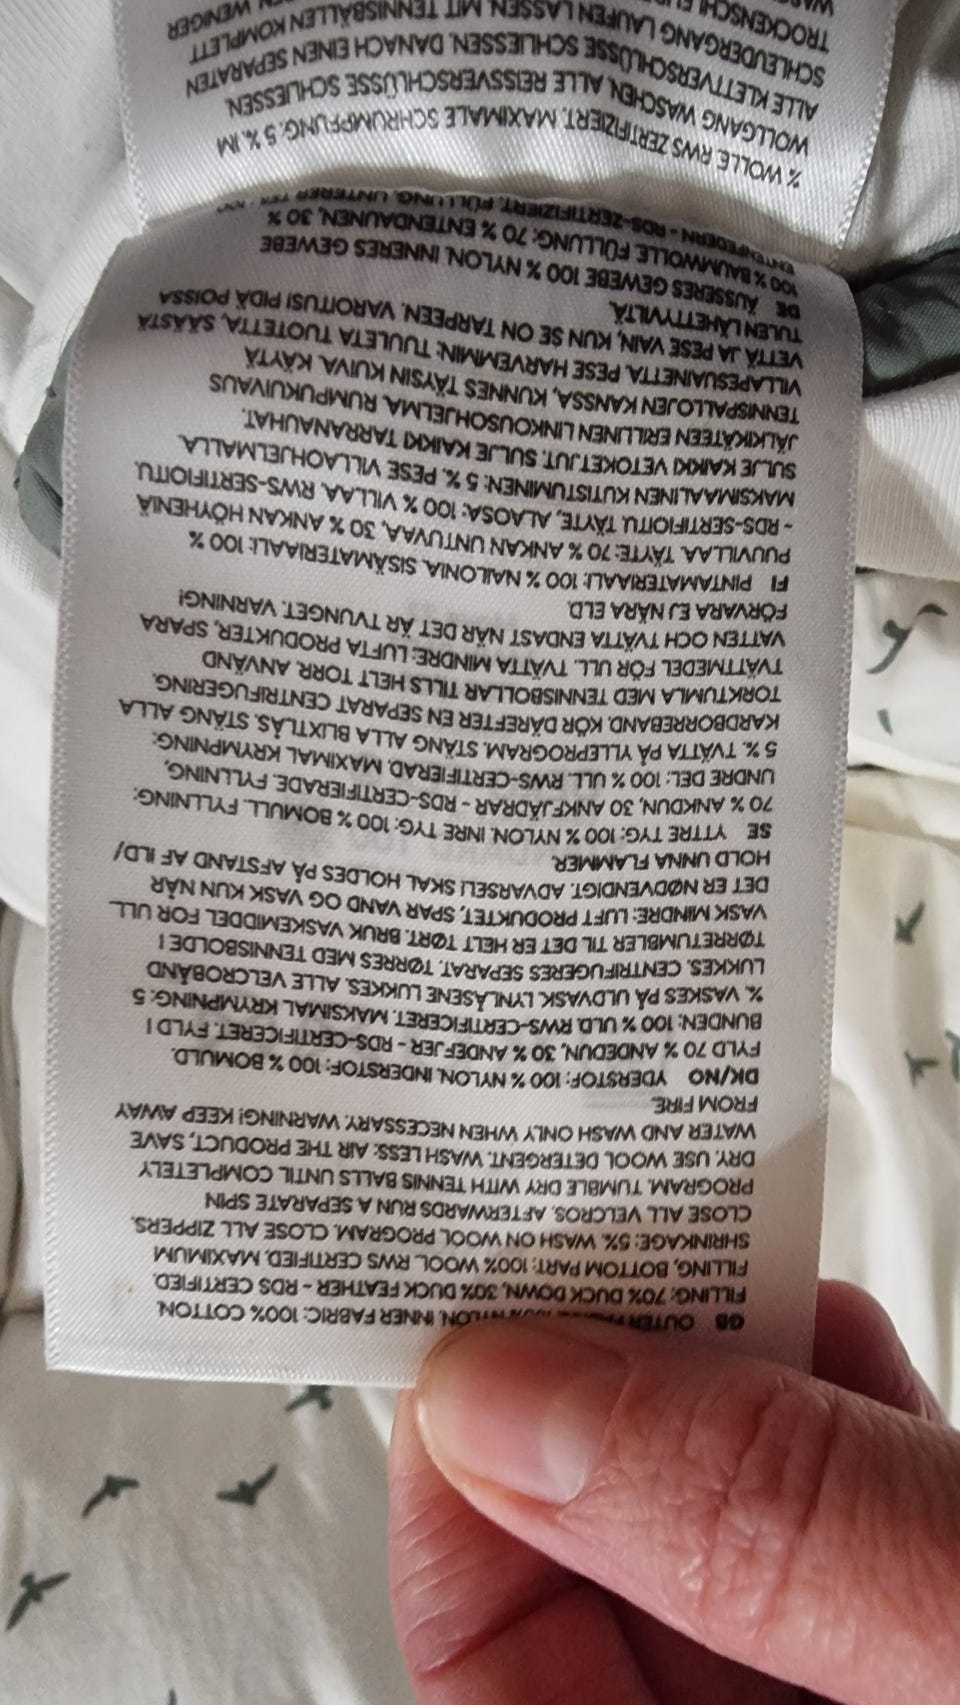 GB OUTER 100% NYLON. INNER FABRIC: 100% COTTON.
FILLING: 70% DUCK DOWN, 30% DUCK FEATHER - RDS CERTIFIED.
FILLING, BOTTOM PART: 100% WOOL. RWS CERTIFIED. MAXIMUM
SHRINKAGE: 5%. WASH ON WOOL PROGRAM. CLOSE ALL ZIPPERS.
CLOSE ALL VELCROS. AFTERWARDS RUN A SEPARATE SPIN
PROGRAM. TUMBLE DRY WITH TENNIS BALLS UNTIL COMPLETELY
DRY. USE WOOL DETERGENT. WASH LESS: AIR THE PRODUCT, SAVE
WATER AND WASH ONLY WHEN NECESSARY. WARNING! KEEP AWAY
FROM FIRE.
DK/NO YDERSTOF: 100 % NYLON. INDERSTOF: 100 % BOMULD.
FYLD 70 % ANDEDUN, 30 % ANDEFJER - RDS-CERTIFICERET. FYLD I
BUNDEN: 100 % ULD. RWS-CERTIFICERET. MAKSIMAL KRYMPNING: 5
%. VASKES PÅ ULDVASK. LYNLÅSENE LUKKES. ALLE VELCROBÅND
LUKKES. CENTRIFUGERES SEPARAT. TØRRES MED TENNISBOLDE I
TØRRETUMBLER TIL DET ER HELT TØRT. BRUK VASKEMIDDEL FOR ULL.
VASK MINDRE: LUFT PRODUKTET, SPAR VAND OG VASK KUN NÅR
DET ER NØDVENDIGT. ADVARSEL! SKAL HOLDES PÅ AFSTAND AF ILD/
HOLD UNNA FLAMMER.
SE YTTRE TYG: 100 % NYLON. INRE TYG: 100 % BOMULL. FYLLNING:
70 % ANKDUN, 30 ANKFJÄDRAR - RDS-CERTIFIERADE. FYLLNING,
UNDRE DEL: 100 % ULL. RWS-CERTIFIERAD. MAXIMAL KRYMPNING:
5 %. TVÄTTA PÅ YLLEPROGRAM. STÄNG ALLA BLIXTLÅS. STÄNG ALLA
KARDBORREBAND. KÖR DÄREFTER EN SEPARAT CENTRIFUGERING.
TORKTUMLA MED TENNISBOLLAR TILLS HELT TORR. ANVÄND
TVÄTTMEDEL FÖR ULL. TVÄTTA MINDRE: LUFTA PRODUKTER, SPARA
VATTEN OCH TVÄTTA ENDAST NÄR DET ÄR TVUNGET. VARNING!
FÖRVARA EJ NÄRA ELD.
FI PINTAMATERIAALI: 100 % NAILONIA. SISÄMATERIAALI: 100 %
PUUVILLAA. TÄYTE: 70 % ANKAN UNTUVAA, 30 % ANKAN HÖYHENIÄ
- RDS-SERTIFIOITU. TÄYTE, ALAOSA: 100 % VILLAA. RWS-SERTIFIOITU.
MAKSIMAALINEN KUTISTUMINEN: 5 %. PESE VILLAOHJELMALLA.
SULJE KAIKKI VETOKETJUT. SULJE KAIKKI TARRANAUHAT.
JÄLKIKÄTEEN ERILLINEN LINKOUSOHJELMA. RUMPUKUIVAUS
TENNISPALLOJEN KANSSA, KUNNES TÄYSIN KUIVA. KÄYTÄ
VILLAPESUAINETTA. PESE HARVEMMIN: TUULETA TUOTETTA, SÄÄSTÄ
VETTÄ JA PESE VAIN, KUN SE ON TARPEEN. VAROITUS! PIDÄ POISSA
TULEN LÄHETTYVILTÄ.
DE ÄUSSERES GEWEBE 100 % NYLON. INNERES GEWEBE
100 % BAUMWOLLE. FÜLLUNG: 70 % ENTENDAUNEN, 30 %
ENTENFEDERN - RDS-ZERTIFIZIERT. FÜLLUNG, UNTERER
% WOLLE RWS ZERTIFIZIERT. MAXIMALE SCHRUMPFUNG: 5 %. IM
WOLLGANG WASCHEN. ALLE REISSVERSCHLÜSSE SCHLIESSEN.
ALLE KLETTVERSCHLÜSSE SCHLIESSEN. DANACH EINEN SEPARATEN
SCHLEUDERGANG LAUFEN LASSEN. MIT TENNISBÄLLEN KOMPLETT
WENIGER